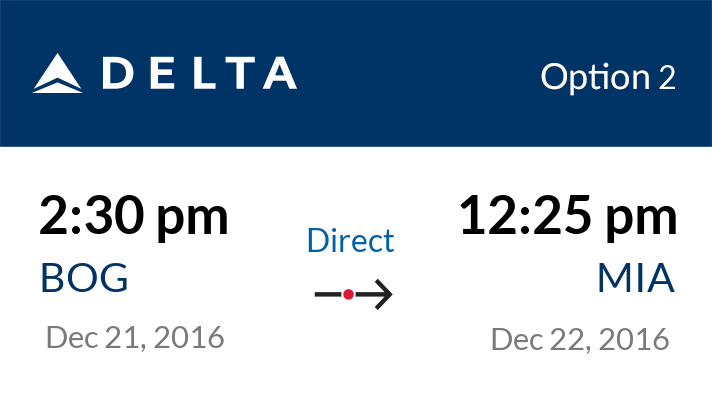 DELTA
Option 2
2:30 pm
12:25 pm
Direct
BOG
MIA
Dec 21, 2016
Dec 22, 2016